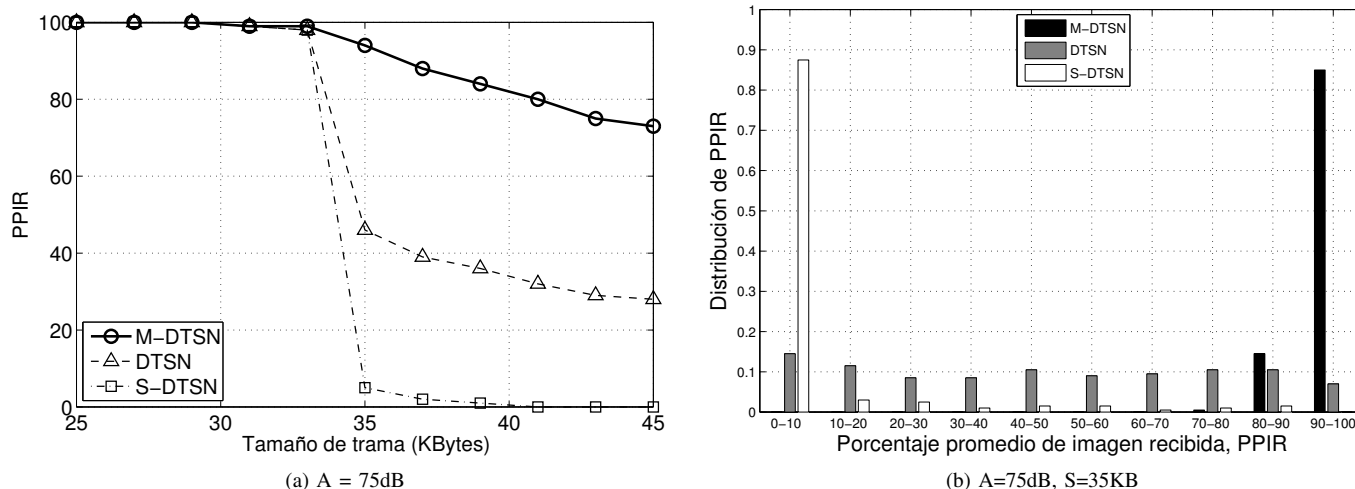 100
80
60
40
20
0
PPIR
M-DTSN
DTSN
S-DTSN
25
30
35
40
45
Tamaño de trama (KBytes)
(a) A = 75dB
1
0.9
0.8
0.7
0.6
0.5
0.4
0.3
0.2
0.1
0
Distribución de PPIR
M-DTSN
DTSN
S-DTSN
0-10
10-20
20-30
30-40
40-50
50-60
60-70
70-80
80-90
90-100
Porcentaje promedio de imagen recibida, PPIR
(b) A=75dB, S=35KB